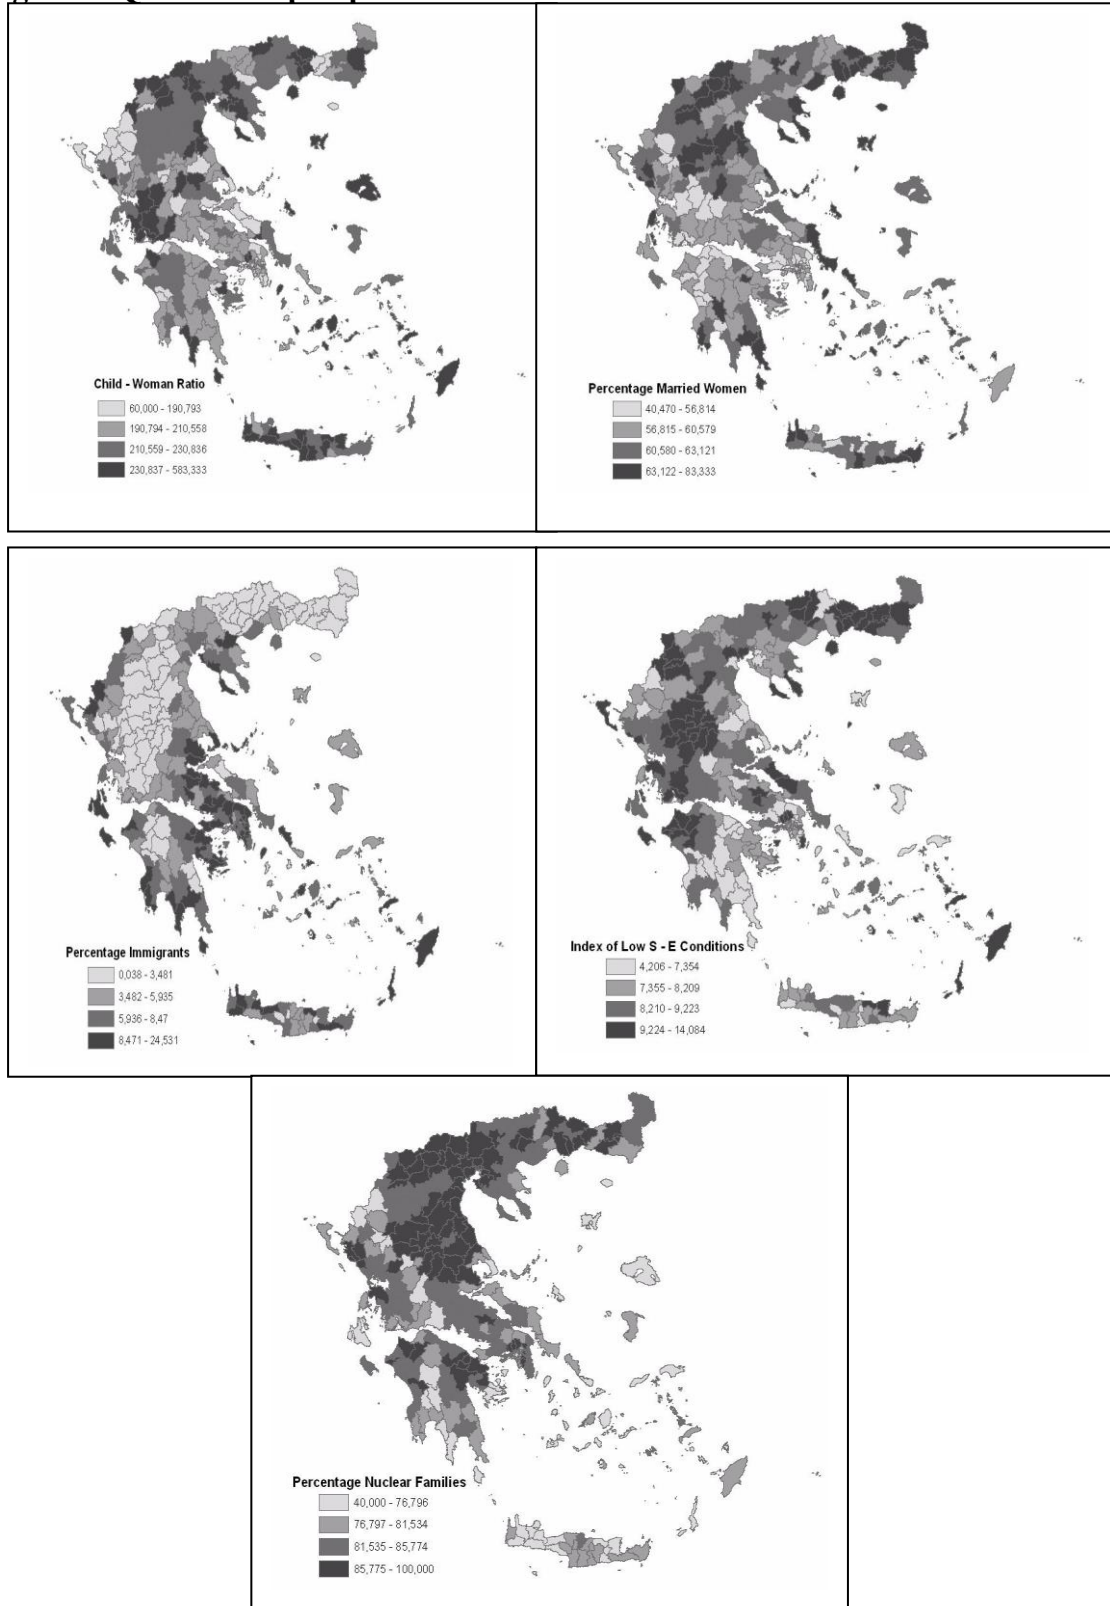 Child - Woman Ratio
60,000 - 190,793
190,794 - 210,558
210,559 - 230,836
230,837 - 583,333
Percentage Married Women
40,470 - 56,814
56,815 - 60,579
60,580 - 63,121
63,122 - 83,333
Percentage Immigrants
0,038 - 3,481
3,482 - 5,935
5,936 - 8,47
8,471 - 24,531
Index of Low S - E Conditions
4,206 - 7,354
7,355 - 8,209
8,210 - 9,223
9,224 - 14,084
Percentage Nuclear Families
40,000 - 76,796
76,797 - 81,534
81,535 - 85,774
85,775 - 100,000